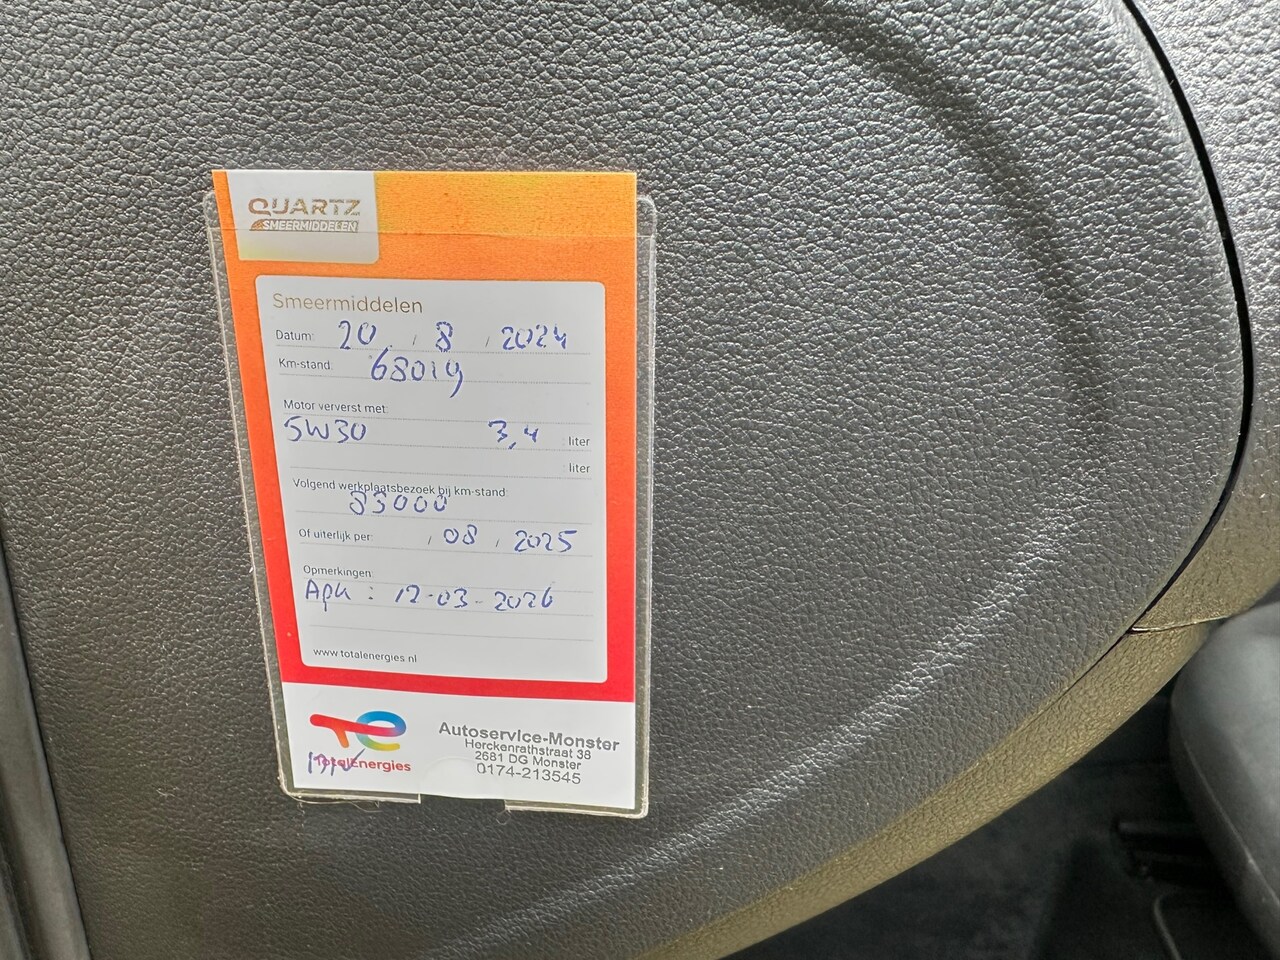 QUARTZ
SMEERMIDDELEN
Smeermiddelen
Datum: 20 / 8 / 2024
Km-stand: 68019
Motor ververst met:
5W30 3,4 liter
liter
Volgend werkplaatsbezoek bij km-stand:
83000
Of uiterlijk per: / 08 / 2025
Opmerkingen:
Apk : 12-03-2026
www.totalenergies.nl
TotalEnergies
Autoservice-Monster
Herckenrathstraat 38
2681 DG Monster
0174-213545